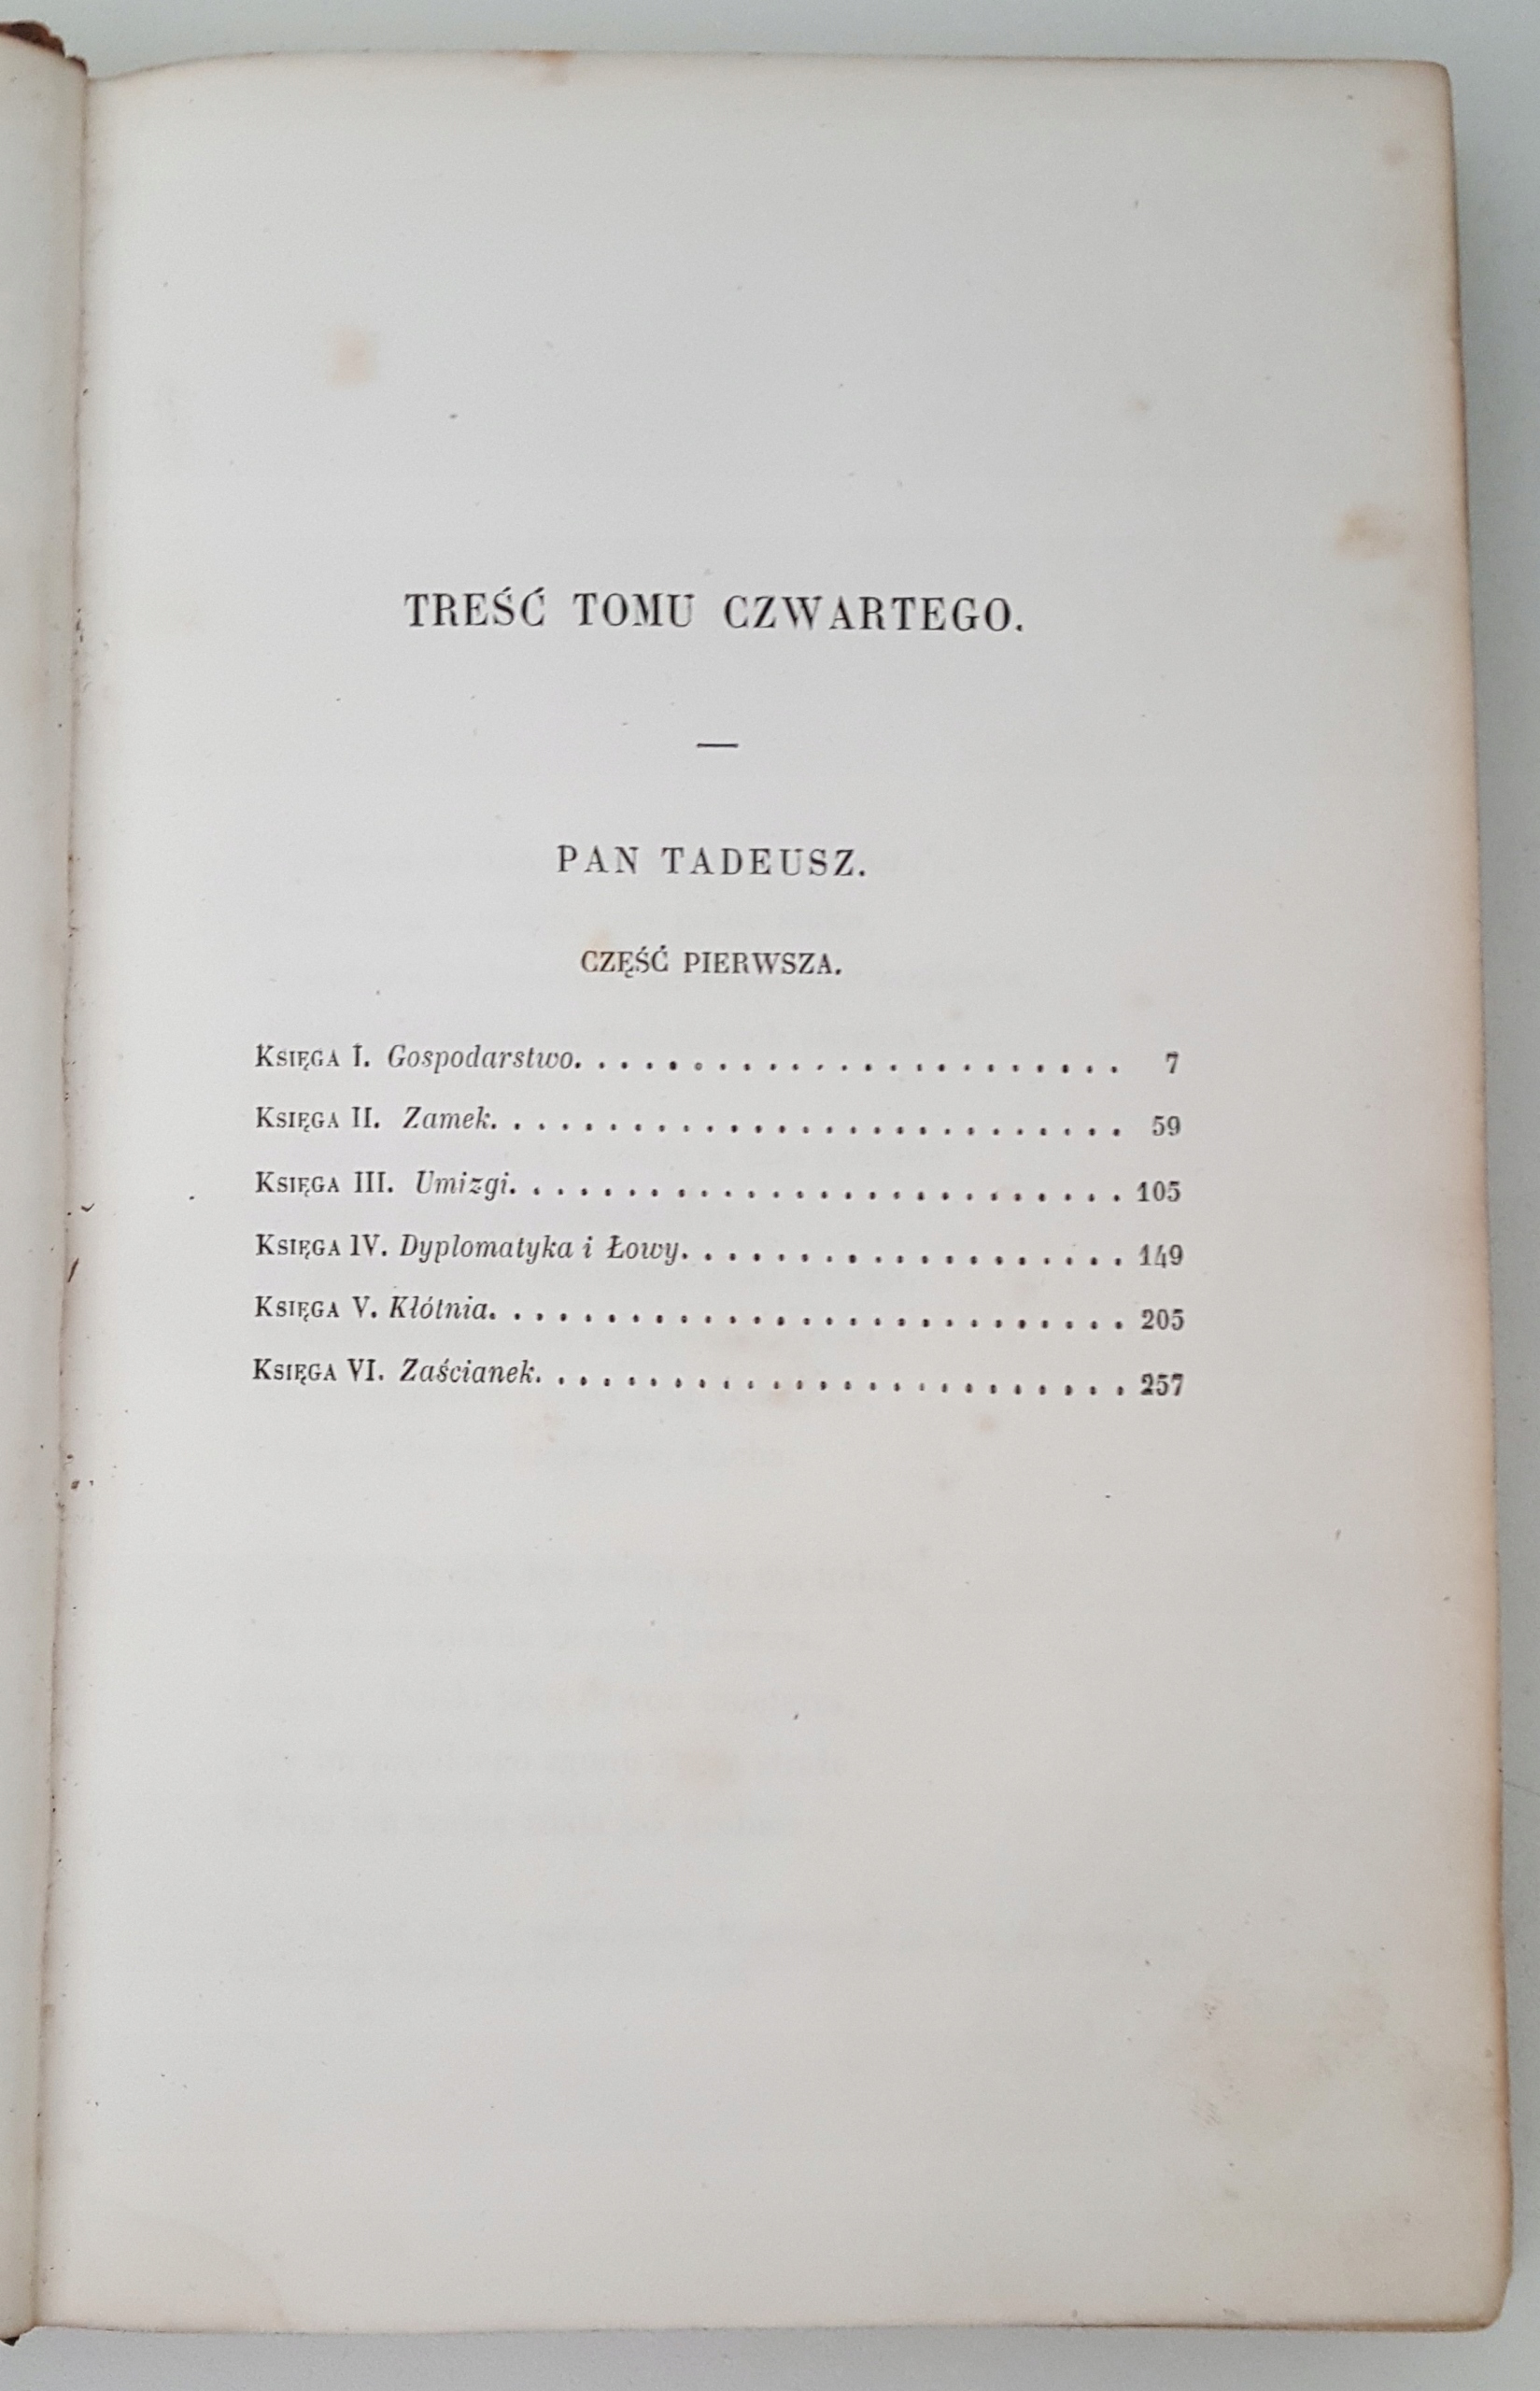 TREŚĆ TOMU CZWARTEGO.
PAN TADEUSZ.
CZĘŚĆ PIERWSZA.
Księga I. Gospodarstwo. . . . . . . . . . . . . . . . . . . . . . . 7
Księga II. Zamek. . . . . . . . . . . . . . . . . . . . . . . . . . . 59
Księga III. Umizgi. . . . . . . . . . . . . . . . . . . . . . . . . . 105
Księga IV. Dyplomatyka i Łowy. . . . . . . . . . . . . . . . . . . 149
Księga V. Kłótnia. . . . . . . . . . . . . . . . . . . . . . . . . . . 205
Księga VI. Zaścianek. . . . . . . . . . . . . . . . . . . . . . . . . 257